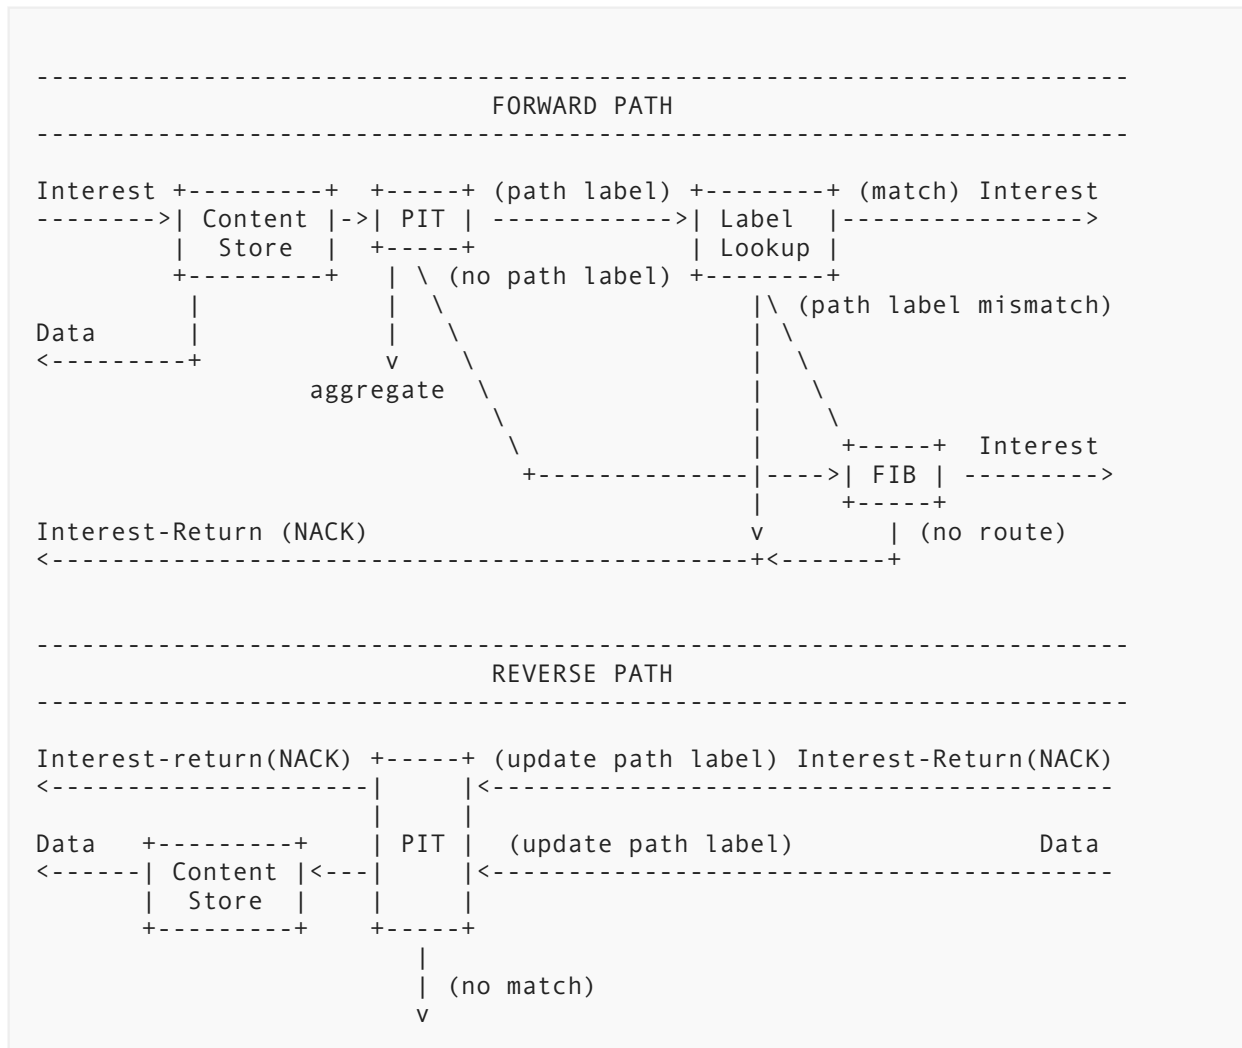 ----------------------------------------------------------------------
FORWARD PATH
----------------------------------------------------------------------
Interest +---------+  +-----+ (path label) +--------+ (match) Interest
-------->| Content |->| PIT | ------------>| Label  |---------------->
         |  Store  |  +-----+              | Lookup |
         +---------+   | \ (no path label) +--------+
          |            |  \                    |\ (path label mismatch)
Data      |            |   \                   | \
<---------+            v    \                  |  \
                  aggregate  \                 |   \
                              \                |    \
                               \               |     +-----+  Interest
                                +--------------|---->| FIB | --------->
                                               |     +-----+
Interest-Return (NACK)                         v        | (no route)
<----------------------------------------------+<-------+
------------------------------------------------------------------------
REVERSE PATH
------------------------------------------------------------------------
Interest-return(NACK) +-----+ (update path label) Interest-Return(NACK)
<---------------------|     |<-----------------------------------------
                      |     |
Data   +---------+    | PIT |  (update path label)                Data
<------| Content |<---|     |<-----------------------------------------
       |  Store  |    |     |
       +---------+    +-----+
                         |
                         | (no match)
                         v